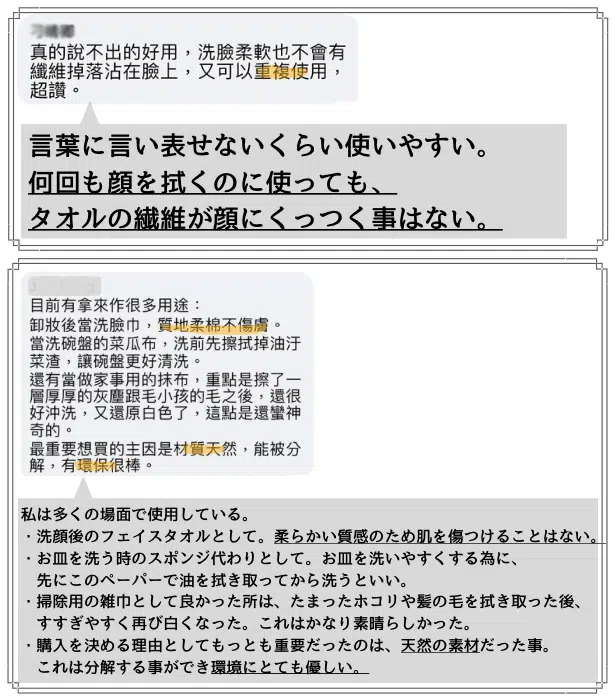 真的說不出的好用，洗臉柔軟也不會有
纖維掉落沾在臉上，又可以重複使用，
超讚。
言葉に言い表せないくらい使いやすい。
何回も顔を拭くのに使っても、
タオルの繊維が顔にくっつく事はない。
目前有拿來作很多用途：
卸妝後當洗臉巾，質地柔棉不傷膚。
當洗碗盤的菜瓜布，洗前先擦拭掉油汙
菜渣，讓碗盤更好清洗。
還有當做家事用的抹布，重點是擦了一
層厚厚的灰塵跟毛小孩的毛之後，還很
好沖洗，又還原白色了，這點是還蠻神
奇的。
最重要想買的主因是材質天然，能被分
解，有環保很棒。
私は多くの場面で使用している。
・洗顔後のフェイスタオルとして。柔らかい質感のため肌を傷つけることはない。
・お皿を洗う時のスポンジ代わりとして。お皿を洗いやすくする為に、
先にこのペーパーで油を拭き取ってから洗うといい。
・掃除用の雑巾として良かった所は、たまったホコリや髪の毛を拭き取った後、
すすぎやすく再び白くなった。これはかなり素晴らしかった。
・購入を決める理由としてもっとも重要だったのは、天然の素材だった事。
これは分解する事ができ環境にとても優しい。